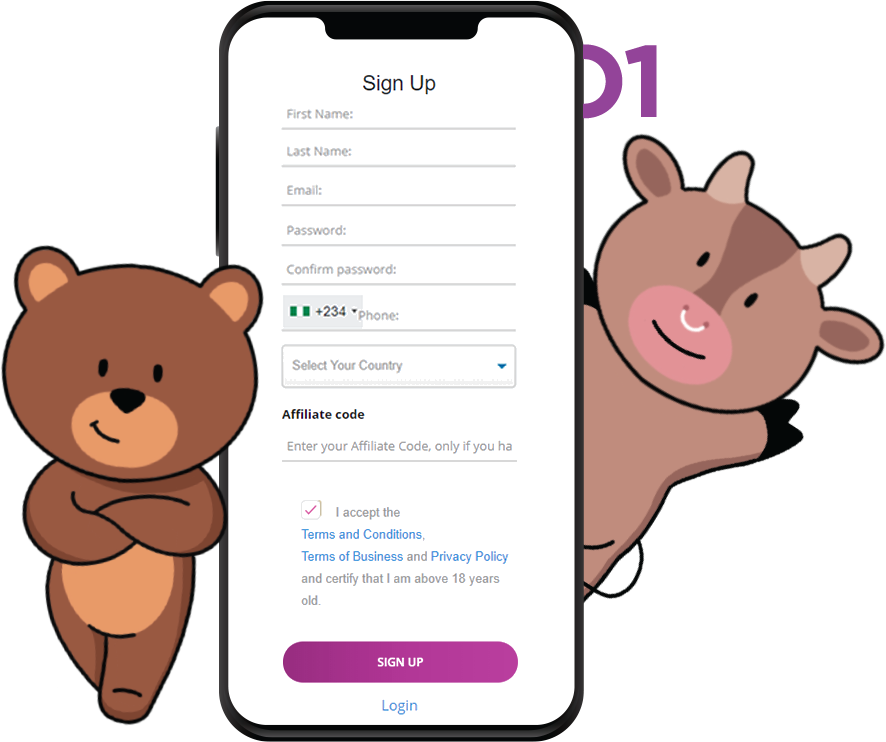 01
Sign Up
First Name:
Last Name:
Email:
Password:
Confirm password:
+234 Phone:
Select Your Country
Affiliate code
Enter your Affiliate Code, only if you ha
I accept the
Terms and Conditions,
Terms of Business and Privacy Policy
and certify that I am above 18 years
old.
SIGN UP
Login